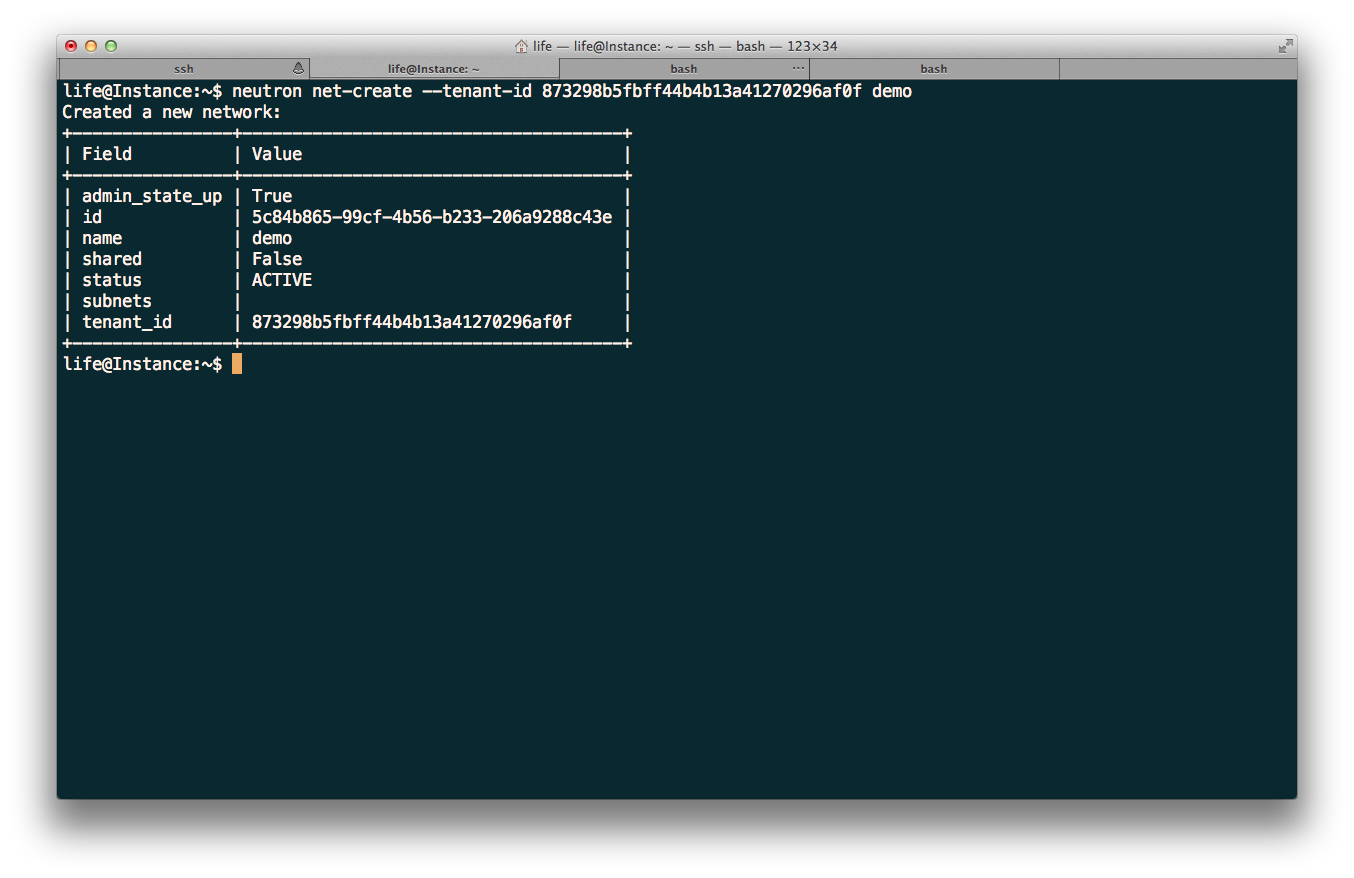 life — life@Instance: ~ — ssh — bash — 123×34
ssh life@Instance: ~ bash ... bash
life@Instance:~$ neutron net-create --tenant-id 873298b5fbff44b4b13a41270296af0f demo
Created a new network:
+----------------+--------------------------------------+
| Field          | Value                                |
+----------------+--------------------------------------+
| admin_state_up | True                                 |
| id             | 5c84b865-99cf-4b56-b233-206a9288c43e |
| name           | demo                                 |
| shared         | False                                |
| status         | ACTIVE                               |
| subnets        |                                      |
| tenant_id      | 873298b5fbff44b4b13a41270296af0f     |
+----------------+--------------------------------------+
life@Instance:~$